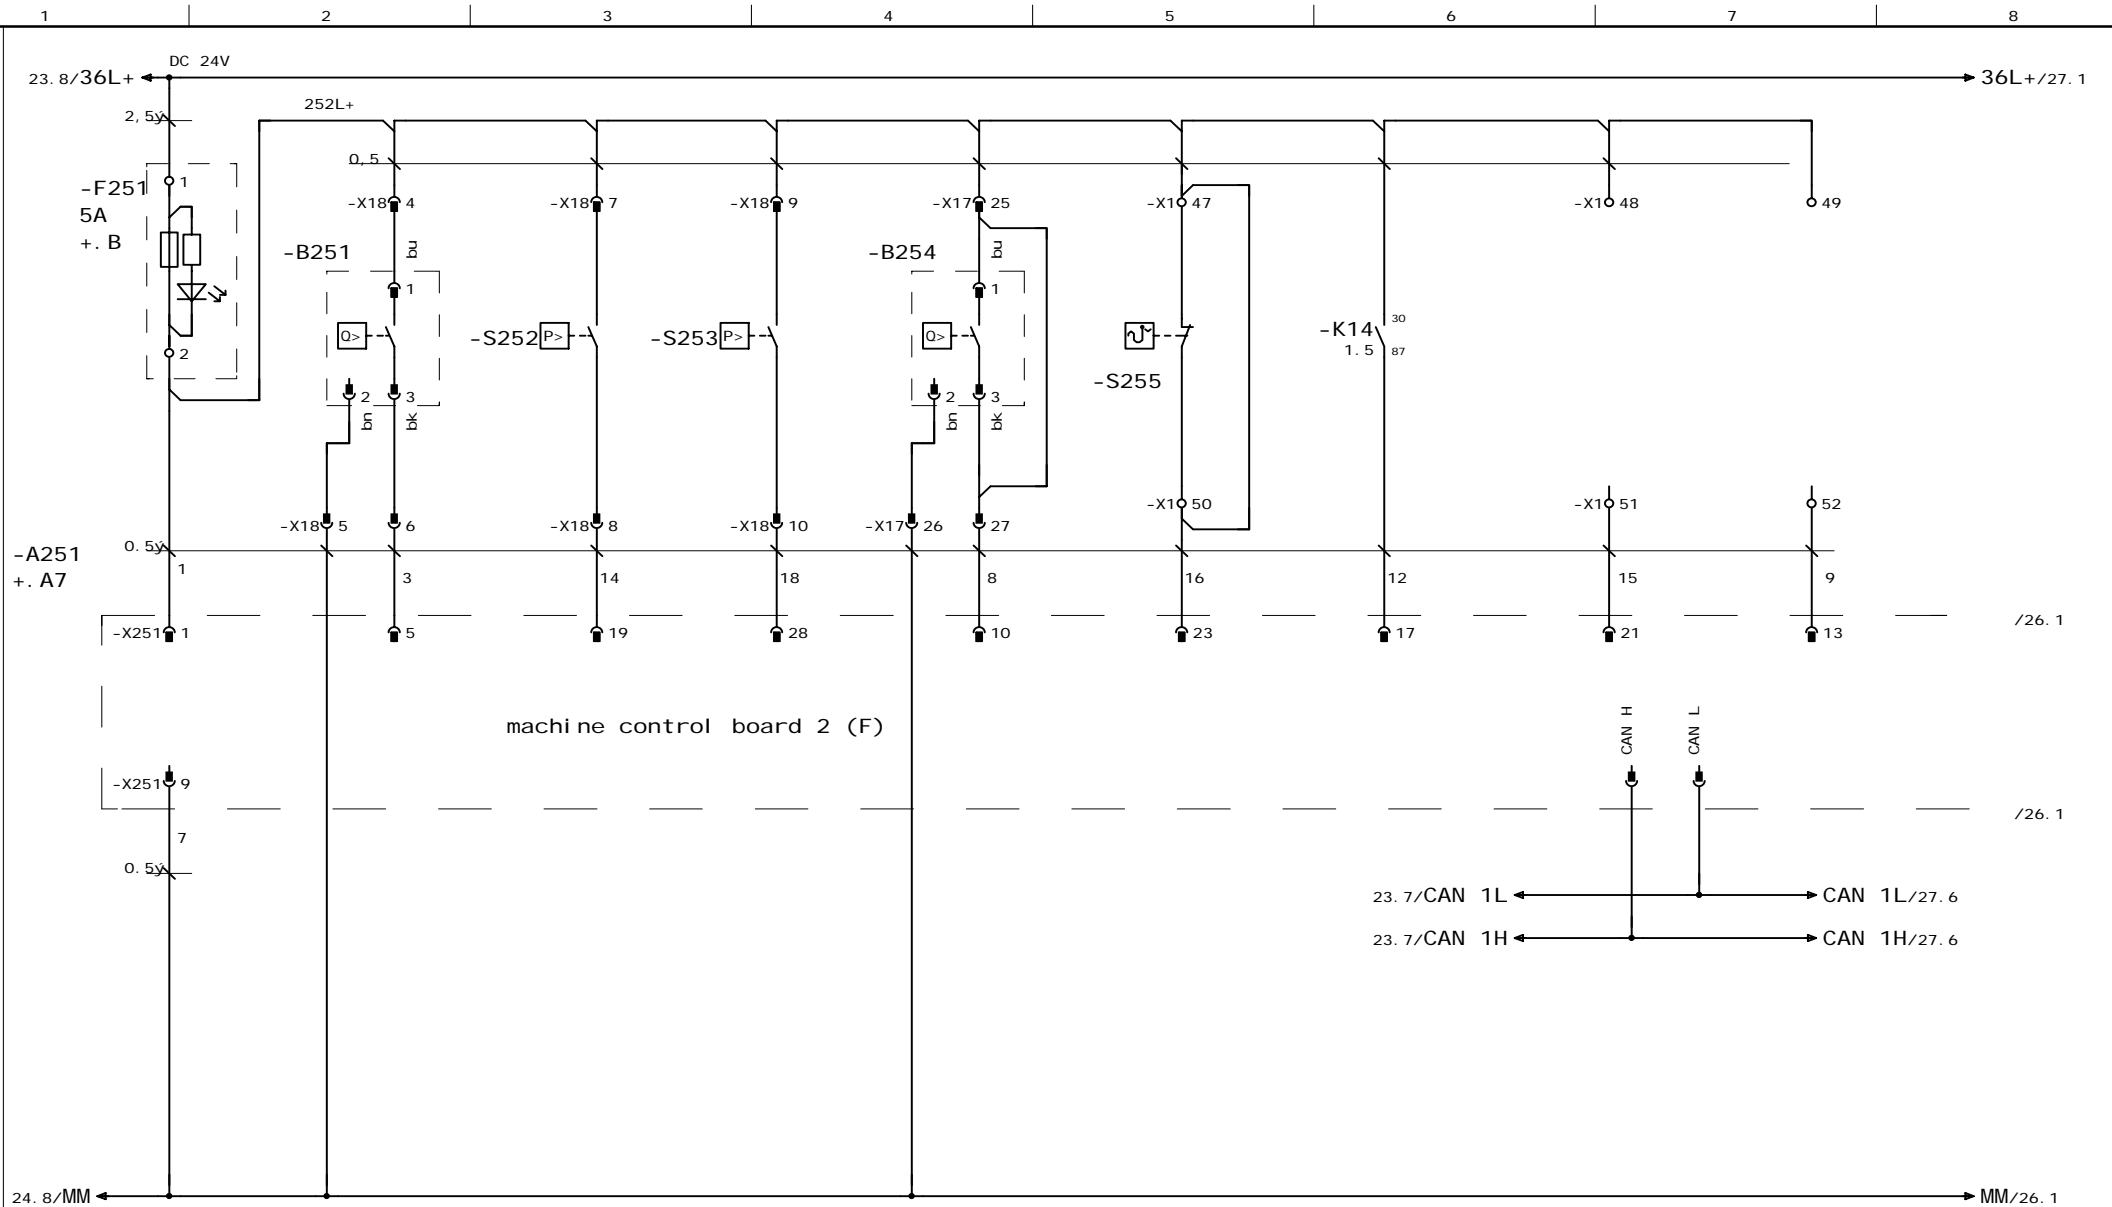 1 2 3 4 5 6 7 8
DC 24V
23.8/36L+ 36L+/27.1
252L+
2,5ý
0,5
-F251 1
5A
+.B
2
-X18 4 -X18 7 -X18 9 -X17 25 -X1 47 -X1 48 49
-B251 bu -B254 bu
1 1
Q> -S252 P> -S253 P> Q> -K14 30
1.5 87
-S255
2 3 2 3
bn bk bn bk
-X1 50 -X1 51 52
-X18 5 6 -X18 8 -X18 10 -X17 26 27
-A251 0.5ý
+.A7
1 3 14 18 8 16 12 15 9
/26.1
-X251 1 5 19 28 10 23 17 21 13
machine control board 2 (F)
CAN H CAN L
-X251 9
/26.1
7
0.5ý
23.7/CAN 1L CAN 1L/27.6
23.7/CAN 1H CAN 1H/27.6
24.8/MM MM/26.1